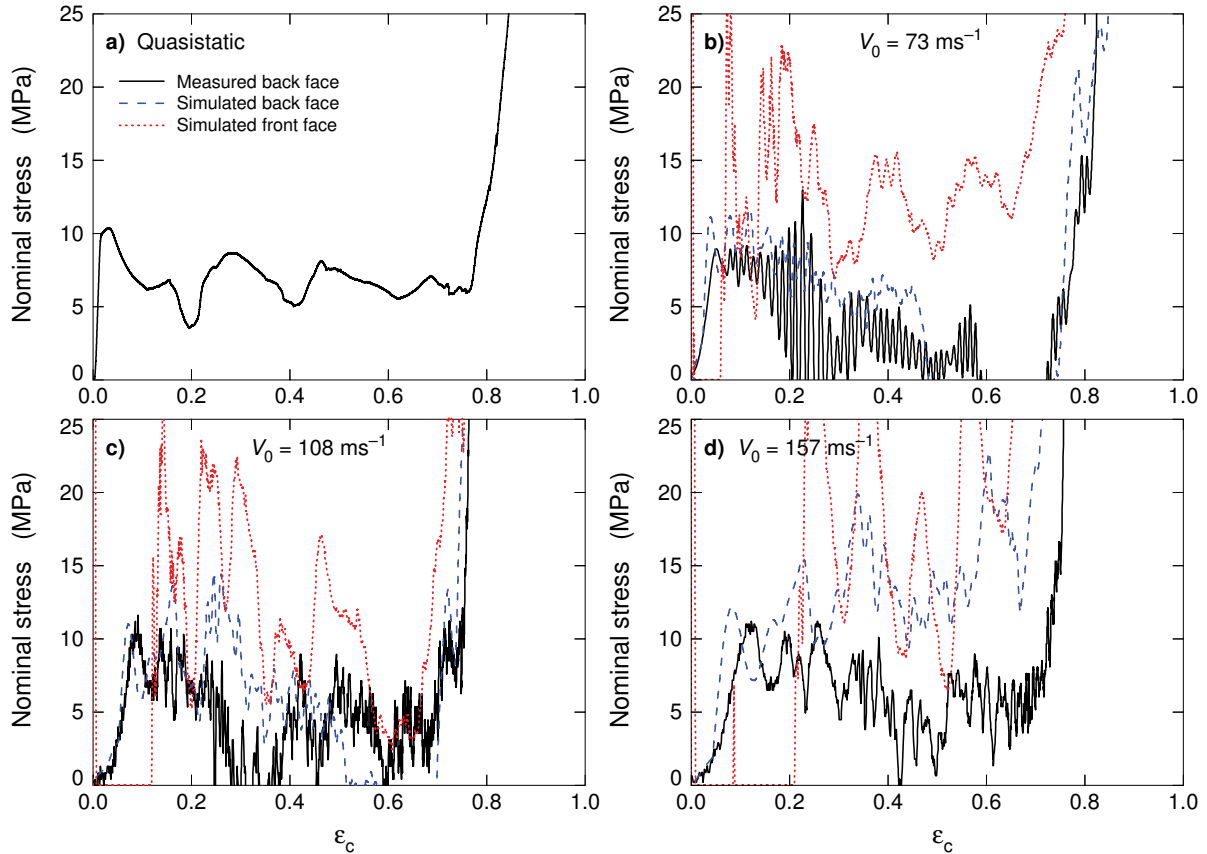 a) Quasistatic
Measured back face
Simulated back face
Simulated front face
Nominal stress (MPa)
25
20
15
10
5
0
0.0 0.2 0.4 0.6 0.8 1.0
b) V₀ = 73 ms⁻¹
Nominal stress (MPa)
25
20
15
10
5
0
0.0 0.2 0.4 0.6 0.8 1.0
c) V₀ = 108 ms⁻¹
Nominal stress (MPa)
25
20
15
10
5
0
0.0 0.2 0.4 0.6 0.8 1.0
ε_c
d) V₀ = 157 ms⁻¹
Nominal stress (MPa)
25
20
15
10
5
0
0.0 0.2 0.4 0.6 0.8 1.0
ε_c